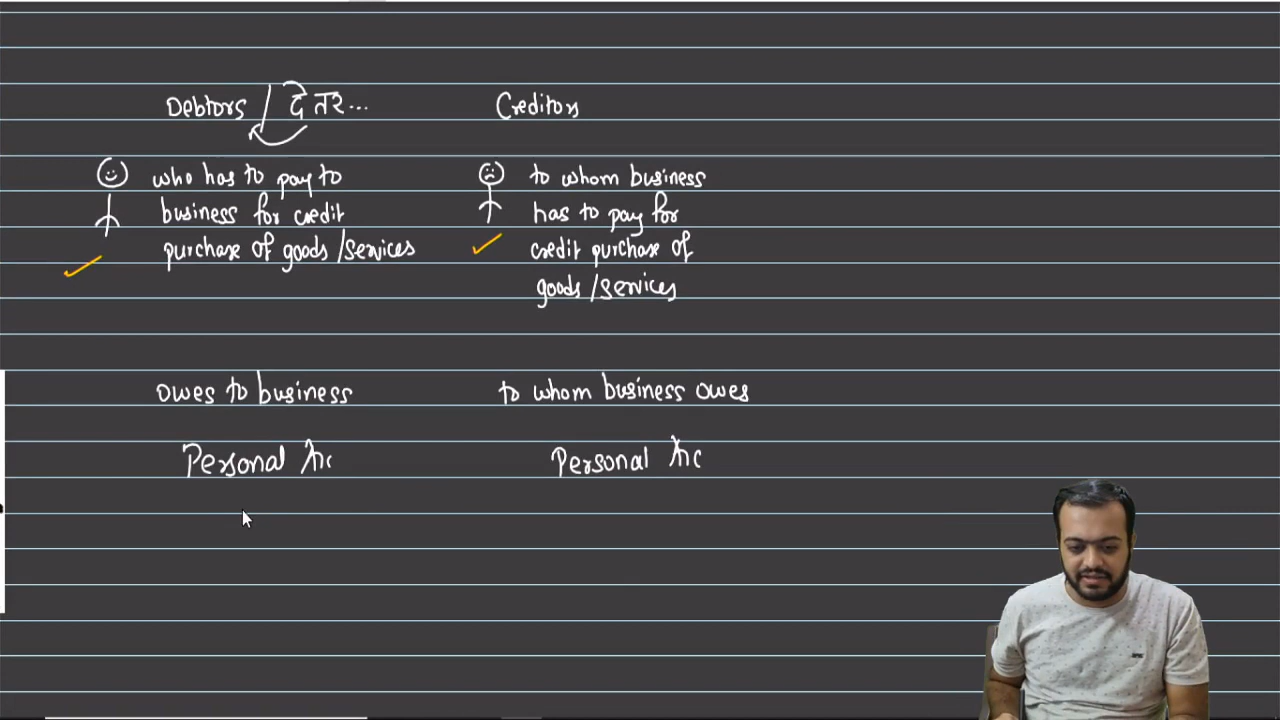 Debtors / दे तर... Creditors
who has to pay to
business for credit
purchase of goods/services
to whom business
has to pay for
credit purchase of
goods/services
owes to business to whom business owes
Personal A/c Personal A/c